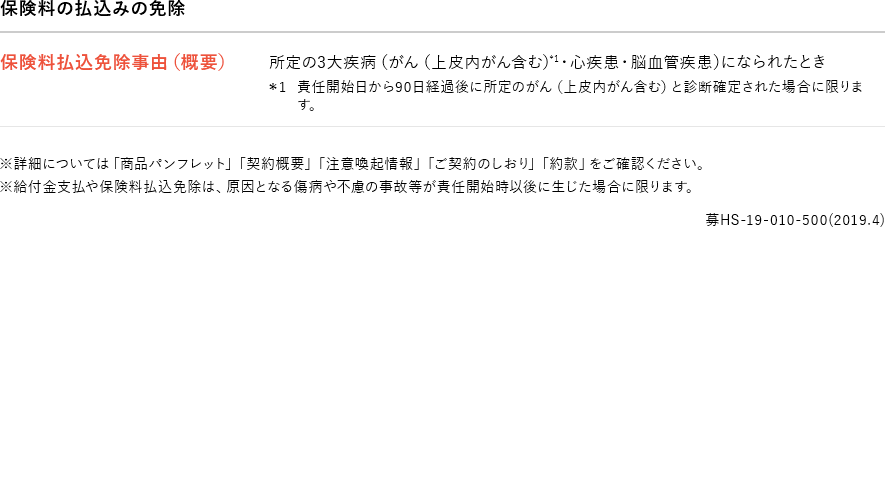 保険料の払込みの免除
保険料払込免除事由（概要） 所定の3大疾病（がん（上皮内がん含む）*1・心疾患・脳血管疾患）になられたとき
*1 責任開始日から90日経過後に所定のがん（上皮内がん含む）と診断確定された場合に限りま
す。
※詳細については「商品パンフレット」「契約概要」「注意喚起情報」「ご契約のしおり」「約款」をご確認ください。
※給付金支払や保険料払込免除は、原因となる傷病や不慮の事故等が責任開始時以後に生じた場合に限ります。
募HS-19-010-500(2019.4)